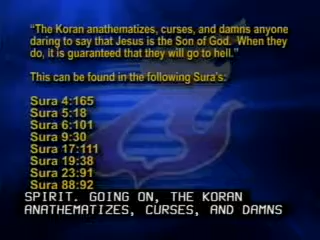 "The Koran anathematizes, curses, and damns anyone
daring to say that Jesus is the Son of God.  When they
do, it is guaranteed that they will go to hell."
This can be found in the following Sura's:
Sura 4:165
Sura 5:18
Sura 6:101
Sura 9:30
Sura 17:111
Sura 19:38
Sura 23:91
Sura 88:92
SPIRIT. GOING ON, THE KORAN
ANATHEMATIZES, CURSES, AND DAMNS